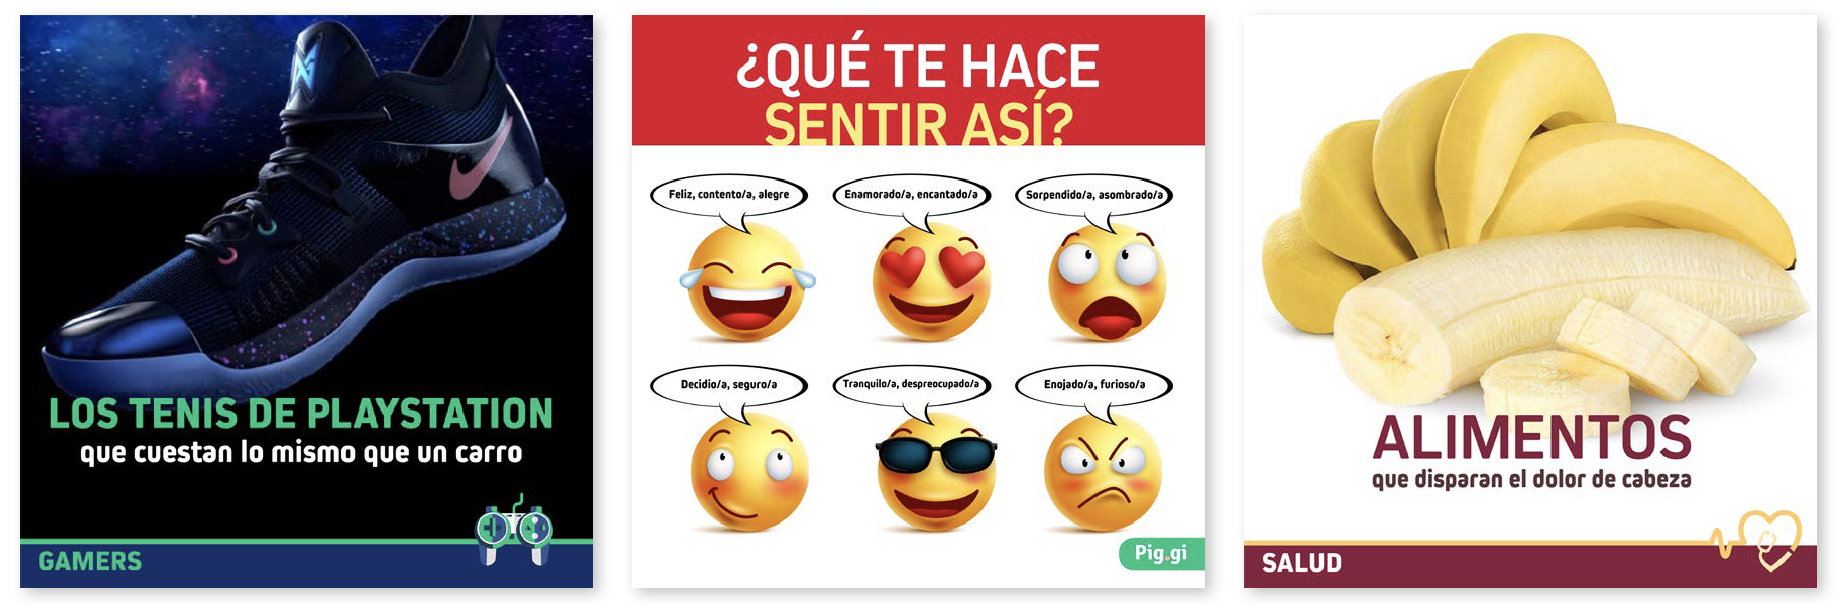 LOS TENIS DE PLAYSTATION
que cuestan lo mismo que un carro
GAMERS
¿QUÉ TE HACE
SENTIR ASÍ?
Feliz, contento/a, alegre
Enamorado/a, encantado/a
Sorpendido/a, asombrado/a
Decidio/a, seguro/a
Tranquilo/a, despreocupado/a
Enojado/a, furioso/a
Pig.gi
ALIMENTOS
que disparan el dolor de cabeza
SALUD